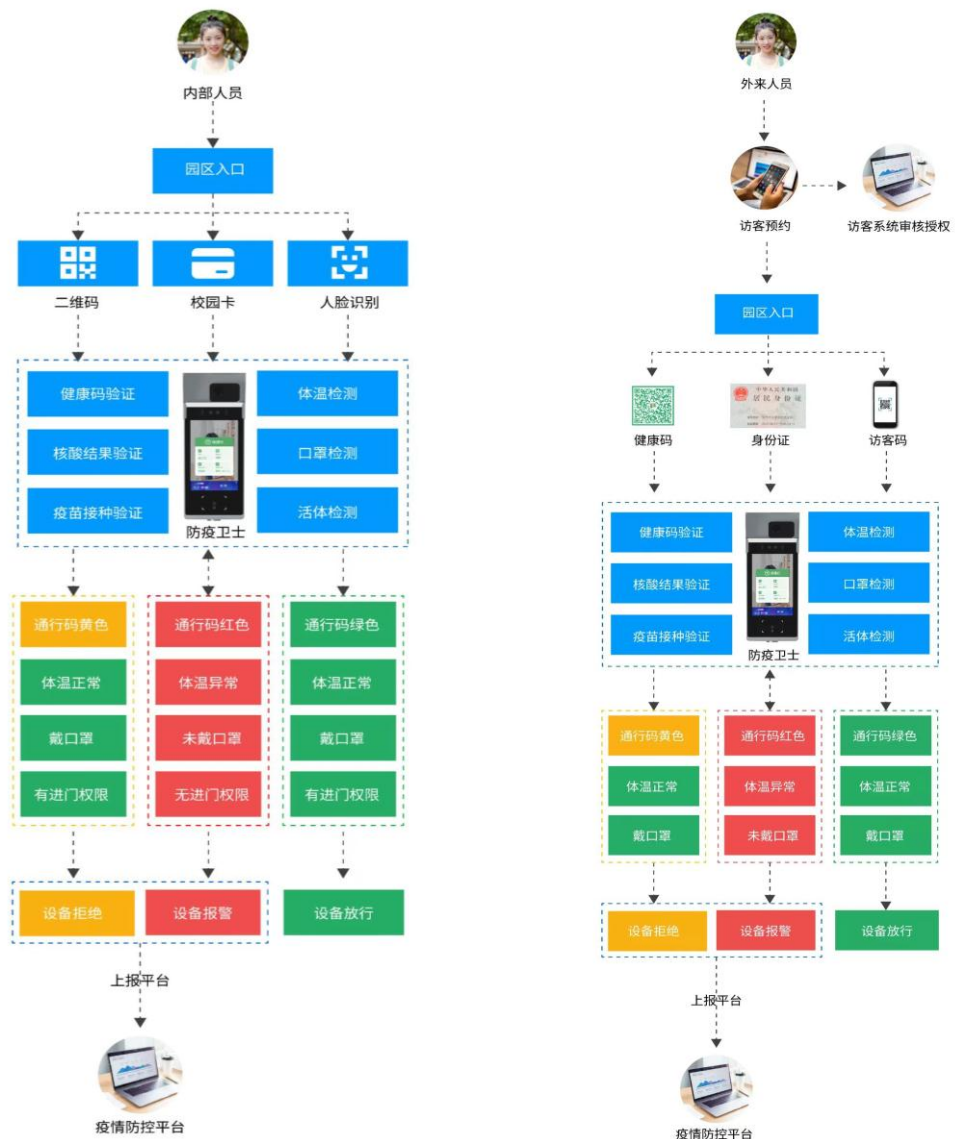 内部人员
园区入口
二维码
校园卡
人脸识别
健康码验证
体温检测
核酸结果验证
口罩检测
疫苗接种验证
活体检测
防疫卫士
通行码黄色
通行码红色
通行码绿色
体温正常
体温异常
体温正常
戴口罩
未戴口罩
戴口罩
有进门权限
无进门权限
有进门权限
设备拒绝
设备报警
设备放行
上报平台
疫情防控平台
外来人员
访客预约
访客系统审核授权
园区入口
居民身份证
健康码
身份证
访客码
健康码验证
体温检测
核酸结果验证
口罩检测
疫苗接种验证
活体检测
防疫卫士
通行码黄色
通行码红色
通行码绿色
体温正常
体温异常
体温正常
戴口罩
未戴口罩
戴口罩
设备拒绝
设备报警
设备放行
上报平台
疫情防控平台